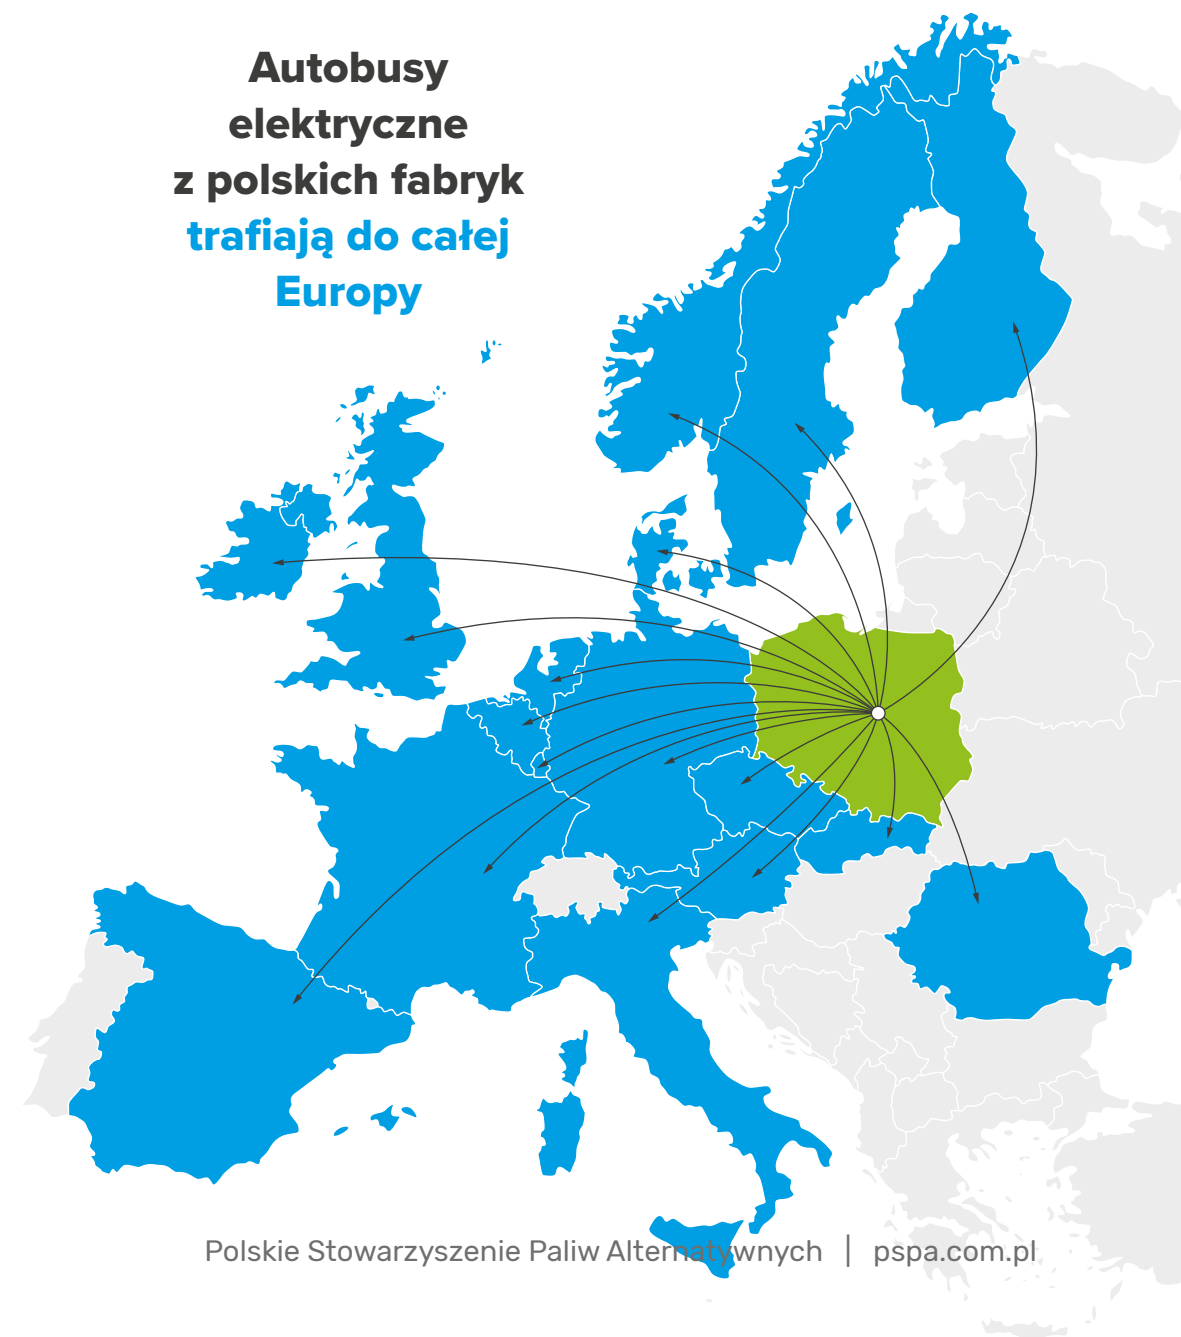 Autobusy
elektryczne
z polskich fabryk
trafiają do całej
Europy
Polskie Stowarzyszenie Paliw Alternatywnych | pspa.com.pl